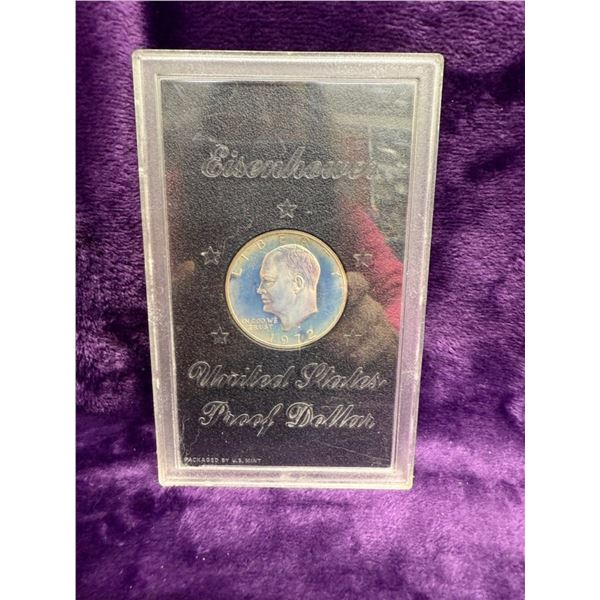 Eisenhower
LIBERTY
IN GOD WE
TRUST
1972
United States
Proof Dollar
PACKAGED BY U.S. MINT